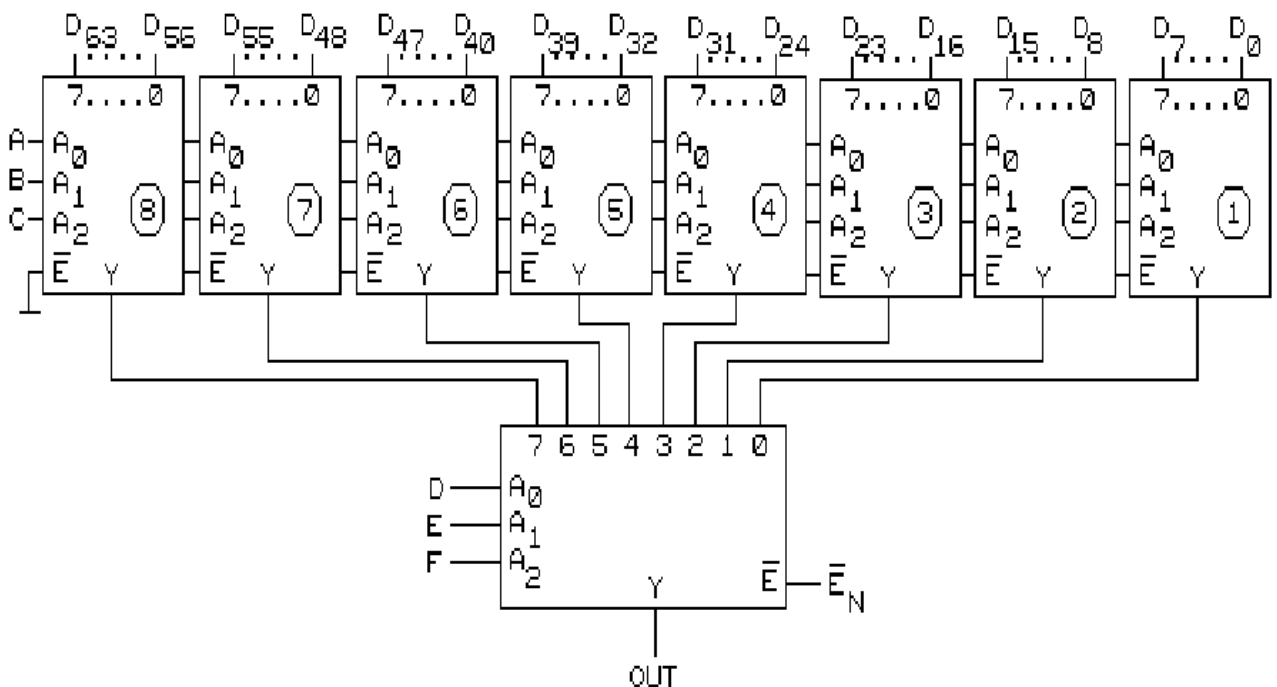 D63....D56 D55....D48 D47....D40 D39....D32 D31....D24 D23....D16 D15....D8 D7....D0
7....0 7....0 7....0 7....0 7....0 7....0 7....0 7....0
A A0 A0 A0 A0 A0 A0 A0 A0
B A1 A1 A1 A1 A1 A1 A1 A1
8 7 6 5 4 3 2 1
C A2 A2 A2 A2 A2 A2 A2 A2
E̅ Y E̅ Y E̅ Y E̅ Y E̅ Y E̅ Y E̅ Y E̅ Y
7 6 5 4 3 2 1 0
D A0
E A1
F A2
Y E̅ E̅N
OUT